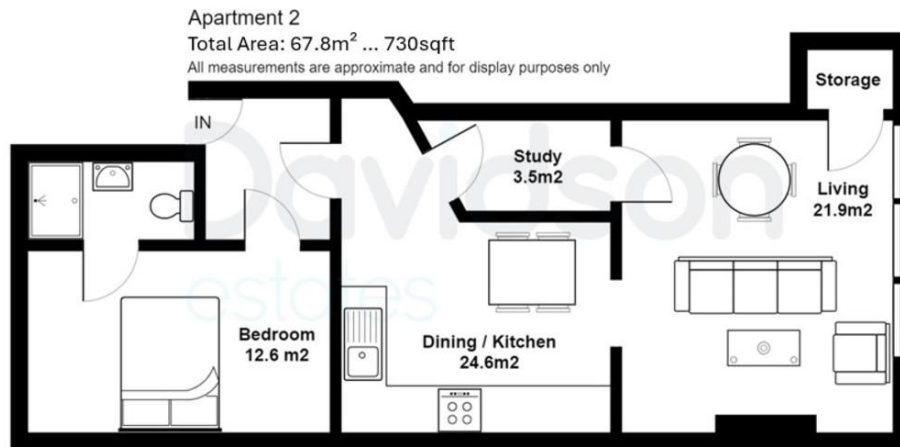 Apartment 2
Total Area: 67.8m² ... 730sqft
All measurements are approximate and for display purposes only
Storage
IN
Davidson
estates
Study
3.5m2
Living
21.9m2
Bedroom
12.6 m2
Dining / Kitchen
24.6m2